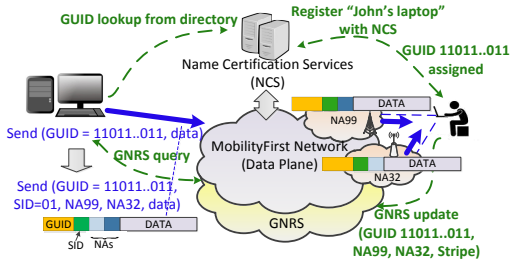 GUID lookup from directory
Register “John’s laptop”
with NCS
Name Certification Services
(NCS)
GUID 11011..011
assigned
DATA
NA99
Send (GUID = 11011..011, data)
GNRS query
MobilityFirst Network
(Data Plane)
DATA
NA32
Send (GUID = 11011..011,
SID=01, NA99, NA32, data)
GUID
DATA
SID
NAs
GNRS
GNRS update
(GUID 11011..011,
NA99, NA32, Stripe)